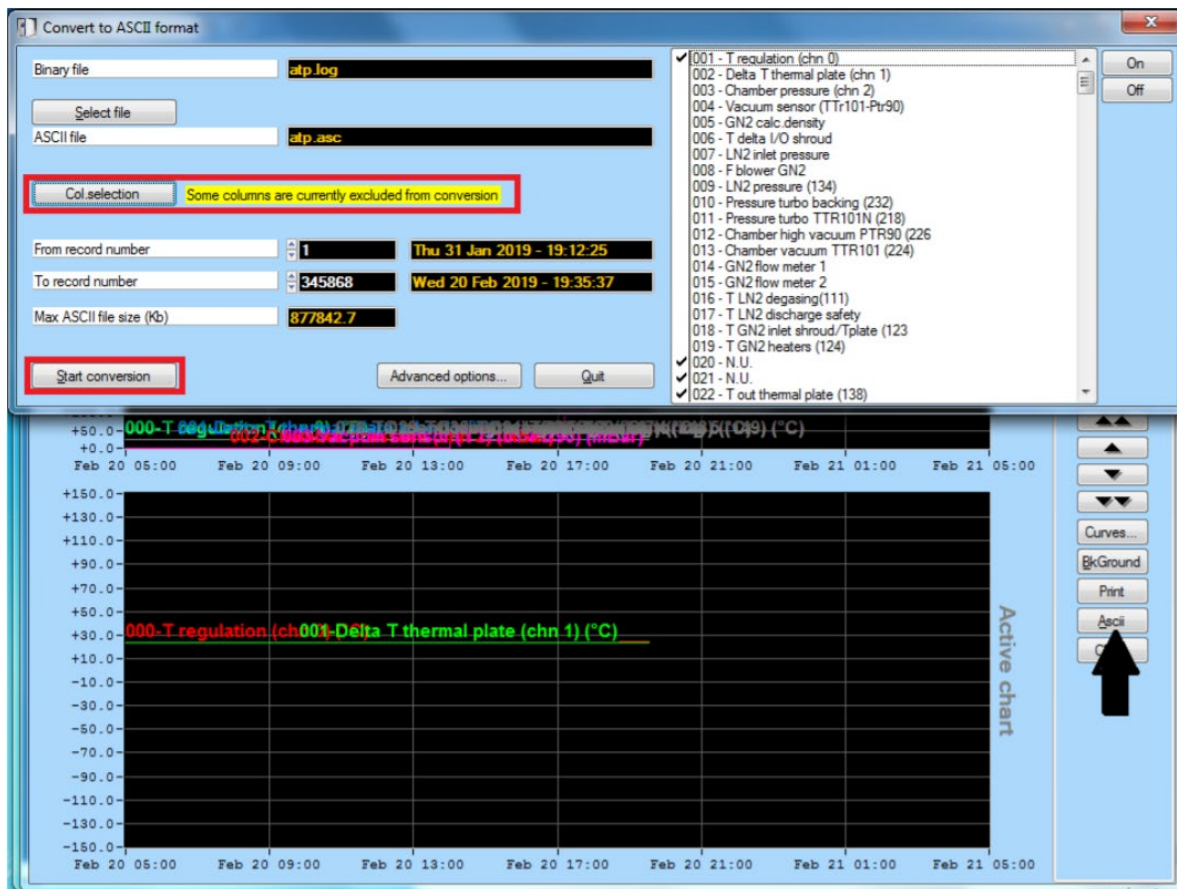 Convert to ASCII format
Binary file
atp.log
Select file
ASCII file
atp.asc
Col.selection
Some columns are currently excluded from conversion
From record number
1
Thu 31 Jan 2019 - 19:12:25
To record number
345868
Wed 20 Feb 2019 - 19:35:37
Max ASCII file size (Kb)
877842.7
Start conversion
Advanced options...
Quit
001 - T regulation (chn 0)
002 - Delta T thermal plate (chn 1)
003 - Chamber pressure (chn 2)
004 - Vacuum sensor (TTr101-Ptr90)
005 - GN2 calc.density
006 - T delta I/O shroud
007 - LN2 inlet pressure
008 - F blower GN2
009 - LN2 pressure (134)
010 - Pressure turbo backing (232)
011 - Pressure turbo TTR101N (218)
012 - Chamber high vacuum PTR90 (226
013 - Chamber vacuum TTR101 (224)
014 - GN2 flow meter 1
015 - GN2 flow meter 2
016 - T LN2 degasing(111)
017 - T LN2 discharge safety
018 - T GN2 inlet shroud/Tplate (123
019 - T GN2 heaters (124)
020 - N.U.
021 - N.U.
022 - T out thermal plate (138)
On
Off
+50.0
000-T regulation
(°C)
+0.0
Feb 20 05:00 Feb 20 09:00 Feb 20 13:00 Feb 20 17:00 Feb 20 21:00 Feb 21 01:00 Feb 21 05:00
+150.0
+130.0
+110.0
+90.0
+70.0
+50.0
+30.0
000-T regulation
001-Delta T thermal plate (chn 1) (°C)
+10.0
-10.0
-30.0
-50.0
-70.0
-90.0
-110.0
-130.0
-150.0
Feb 20 05:00 Feb 20 09:00 Feb 20 13:00 Feb 20 17:00 Feb 20 21:00 Feb 21 01:00 Feb 21 05:00
Active chart
Curves...
BkGround
Print
Ascii